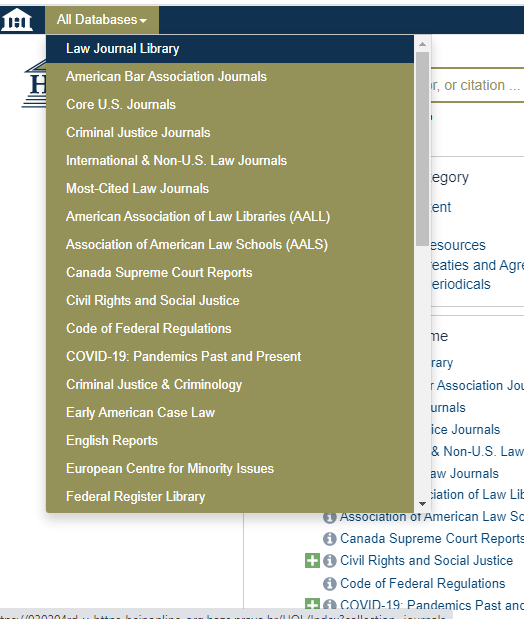 All Databases
Law Journal Library
American Bar Association Journals
Core U.S. Journals
Criminal Justice Journals
International & Non-U.S. Law Journals
Most-Cited Law Journals
American Association of Law Libraries (AALL)
Association of American Law Schools (AALS)
Canada Supreme Court Reports
Civil Rights and Social Justice
Code of Federal Regulations
COVID-19: Pandemics Past and Present
Criminal Justice & Criminology
Early American Case Law
English Reports
European Centre for Minority Issues
Federal Register Library
H
or, or citation ...
egory
ent
esources
eaties and Agre
eriodicals
me
rary
r Association Jou
urnals
ice Journals
& Non-U.S. Law
aw Journals
ciation of Law Lib
Association of American Law Sc
Canada Supreme Court Reports
Civil Rights and Social Justice
Code of Federal Regulations
COVID-19: Pandemics Past and